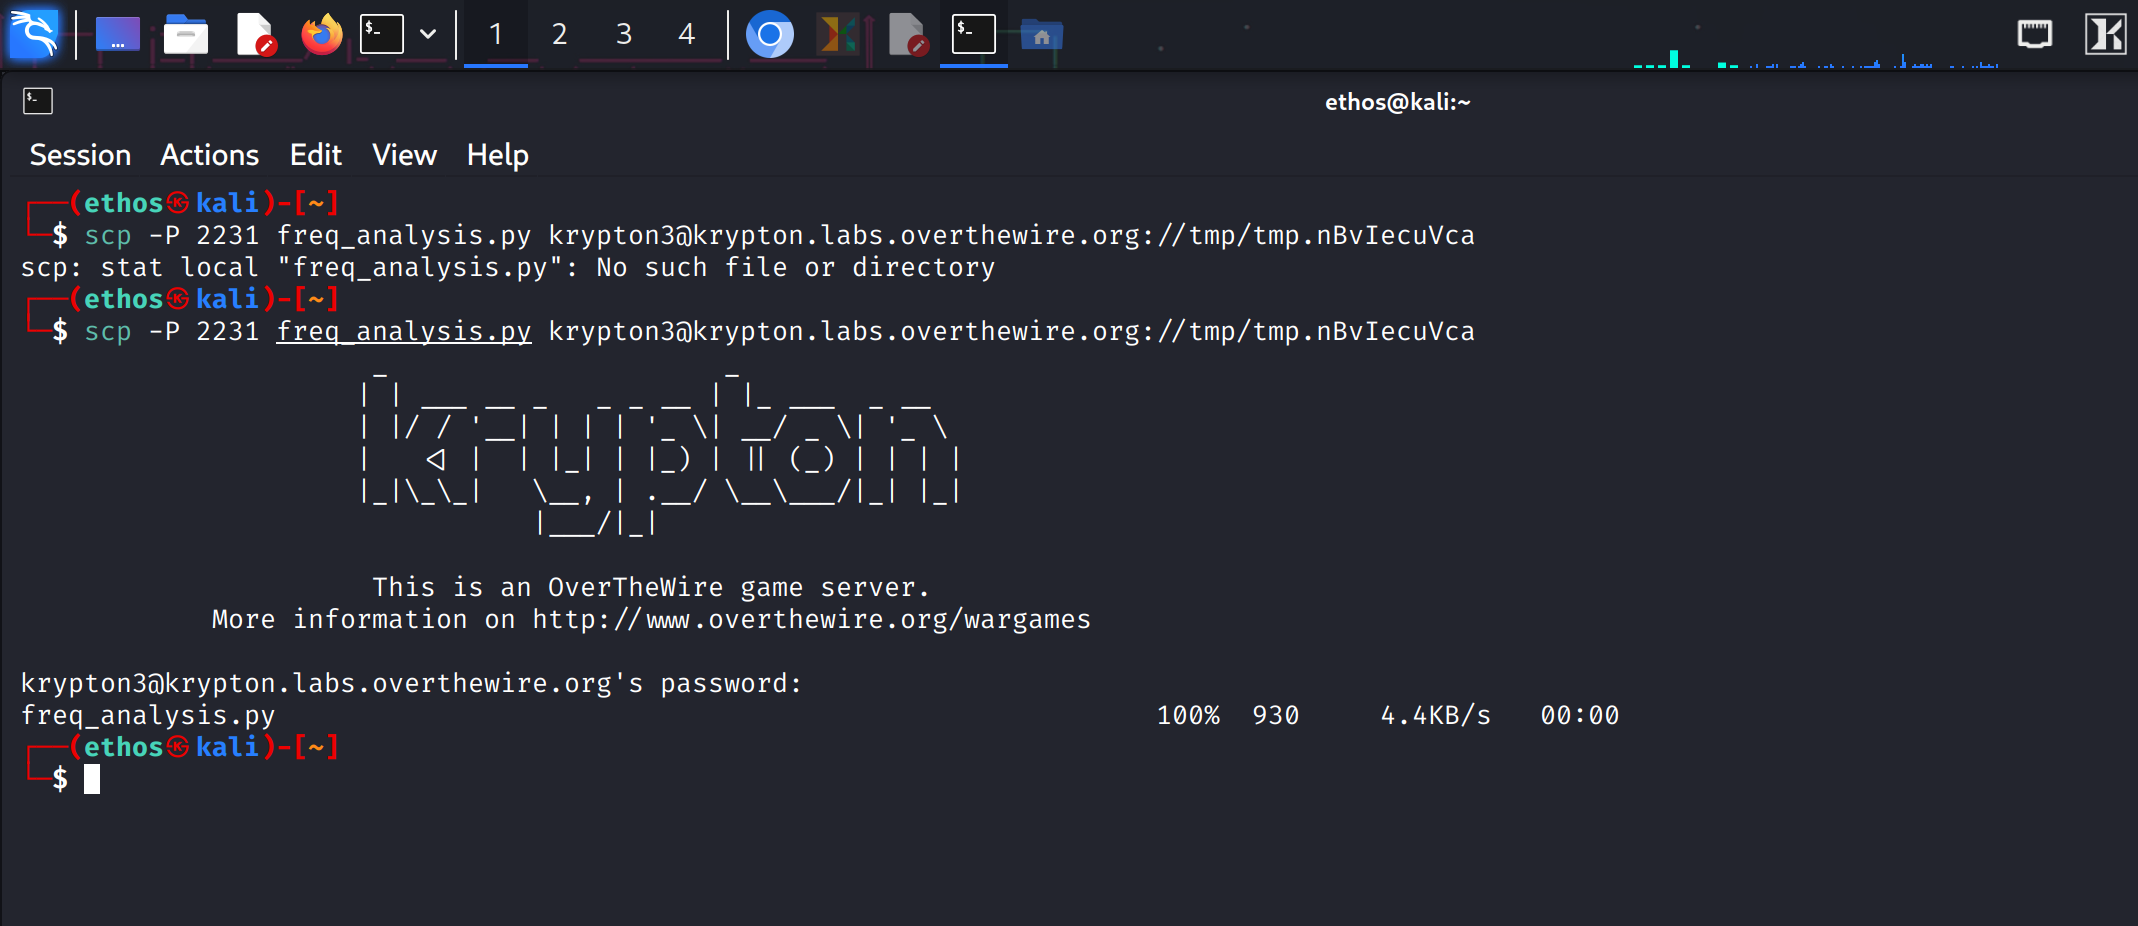 1 2 3 4
ethos@kali:~
Session Actions Edit View Help
┌──(ethos㉿kali)-[~]
└─$ scp -P 2231 freq_analysis.py krypton3@krypton.labs.overthewire.org://tmp/tmp.nBvIecuVca
scp: stat local "freq_analysis.py": No such file or directory
┌──(ethos㉿kali)-[~]
└─$ scp -P 2231 freq_analysis.py krypton3@krypton.labs.overthewire.org://tmp/tmp.nBvIecuVca
krypton
This is an OverTheWire game server.
More information on http://www.overthewire.org/wargames
krypton3@krypton.labs.overthewire.org's password:
freq_analysis.py 100% 930 4.4KB/s 00:00
┌──(ethos㉿kali)-[~]
└─$